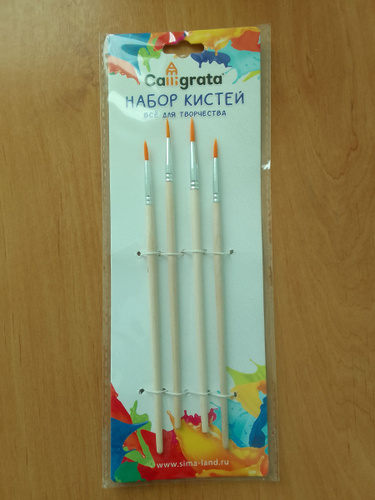 Calligrata
НАБОР КИСТЕЙ
ВСЁ ДЛЯ ТВОРЧЕСТВА
www.sima-land.ru